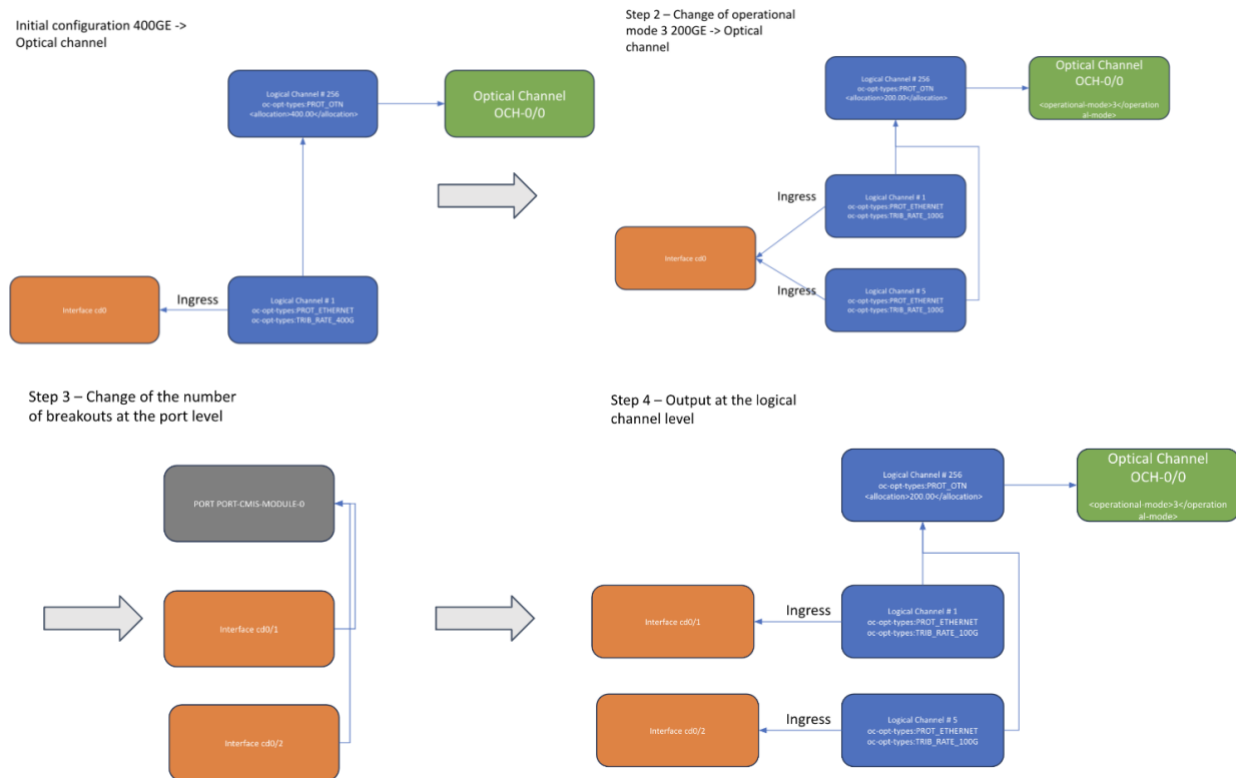 Initial configuration 400GE ->
Optical channel
Logical Channel # 256
oc-opt-types:PROT_OTN
<allocation>400.00</allocation>
Optical Channel
OCH-0/0
Ingress
Interface cd0
Logical Channel # 1
oc-opt-types:PROT_ETHERNET
oc-opt-types:TRIB_RATE_400G
Step 2 – Change of operational
mode 3 200GE -> Optical
channel
Logical Channel # 256
oc-opt-types:PROT_OTN
<allocation>200.00</allocation>
Optical Channel
OCH-0/0
<operational-mode>3</operation
al-mode>
Ingress
Logical Channel # 1
oc-opt-types:PROT_ETHERNET
oc-opt-types:TRIB_RATE_100G
Interface cd0
Ingress
Logical Channel # 5
oc-opt-types:PROT_ETHERNET
oc-opt-types:TRIB_RATE_100G
Step 3 – Change of the number
of breakouts at the port level
PORT PORT-CMIS-MODULE-0
Interface cd0/1
Interface cd0/2
Step 4 – Output at the logical
channel level
Logical Channel # 256
oc-opt-types:PROT_OTN
<allocation>200.00</allocation>
Optical Channel
OCH-0/0
<operational-mode>3</operation
al-mode>
Interface cd0/1
Ingress
Logical Channel # 1
oc-opt-types:PROT_ETHERNET
oc-opt-types:TRIB_RATE_100G
Interface cd0/2
Ingress
Logical Channel # 5
oc-opt-types:PROT_ETHERNET
oc-opt-types:TRIB_RATE_100G